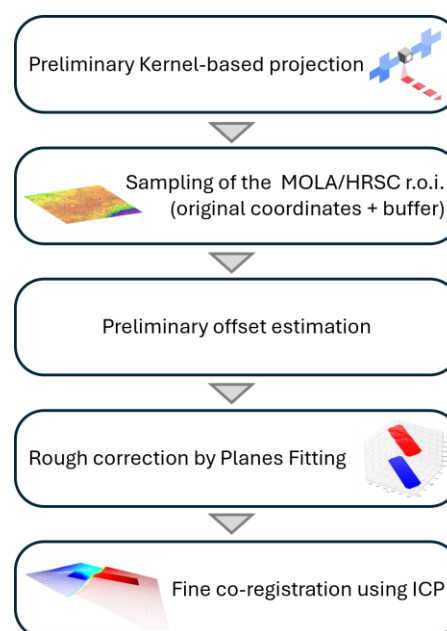 Preliminary Kernel-based projection
Sampling of the MOLA/HRSC r.o.i.
(original coordinates + buffer)
Preliminary offset estimation
Rough correction by Planes Fitting
Fine co-registration using ICP